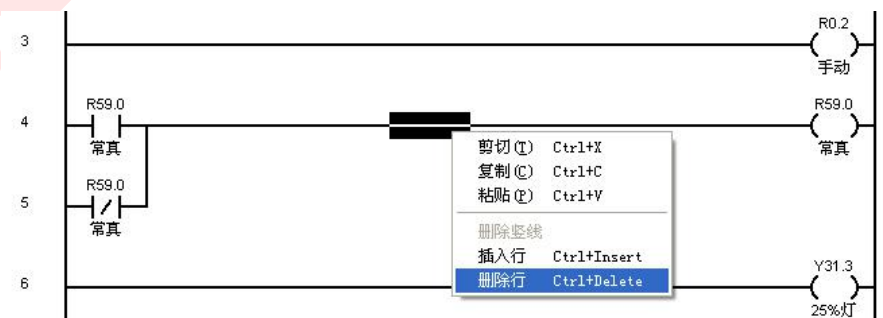 R0.2
3
手动
R59.0 R59.0
4
常真 常真
剪切(T) Ctrl+X
复制(C) Ctrl+C
粘贴(P) Ctrl+V
R59.0
5
常真
删除竖线
插入行 Ctrl+Insert
删除行 Ctrl+Delete
Y31.3
6
25%灯